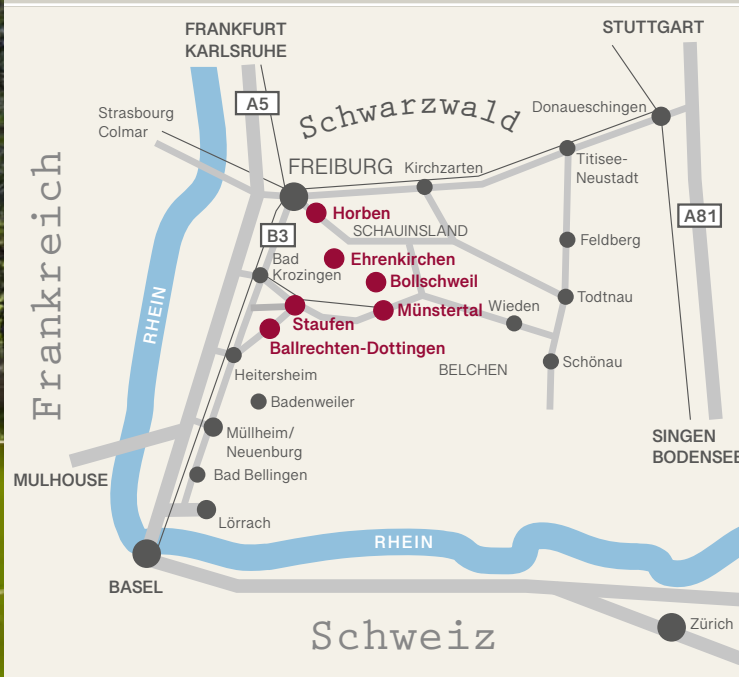 FRANKFURT
KARLSRUHE
STUTTGART
A5
Schwarzwald
Donaueschingen
Strasbourg
Colmar
FREIBURG
Kirchzarten
Titisee-
Neustadt
Frankreich
Horben
A81
B3
SCHAUINSLAND
Feldberg
Bad
Krozingen
Ehrenkirchen
Bollschweil
Todtnau
RHEIN
Münstertal
Wieden
Staufen
Ballrechten-Dottingen
Schönau
Heitersheim
BELCHEN
Badenweiler
Müllheim/
Neuenburg
SINGEN
BODENSEE
MULHOUSE
Bad Bellingen
Lörrach
RHEIN
BASEL
Schweiz
Zürich